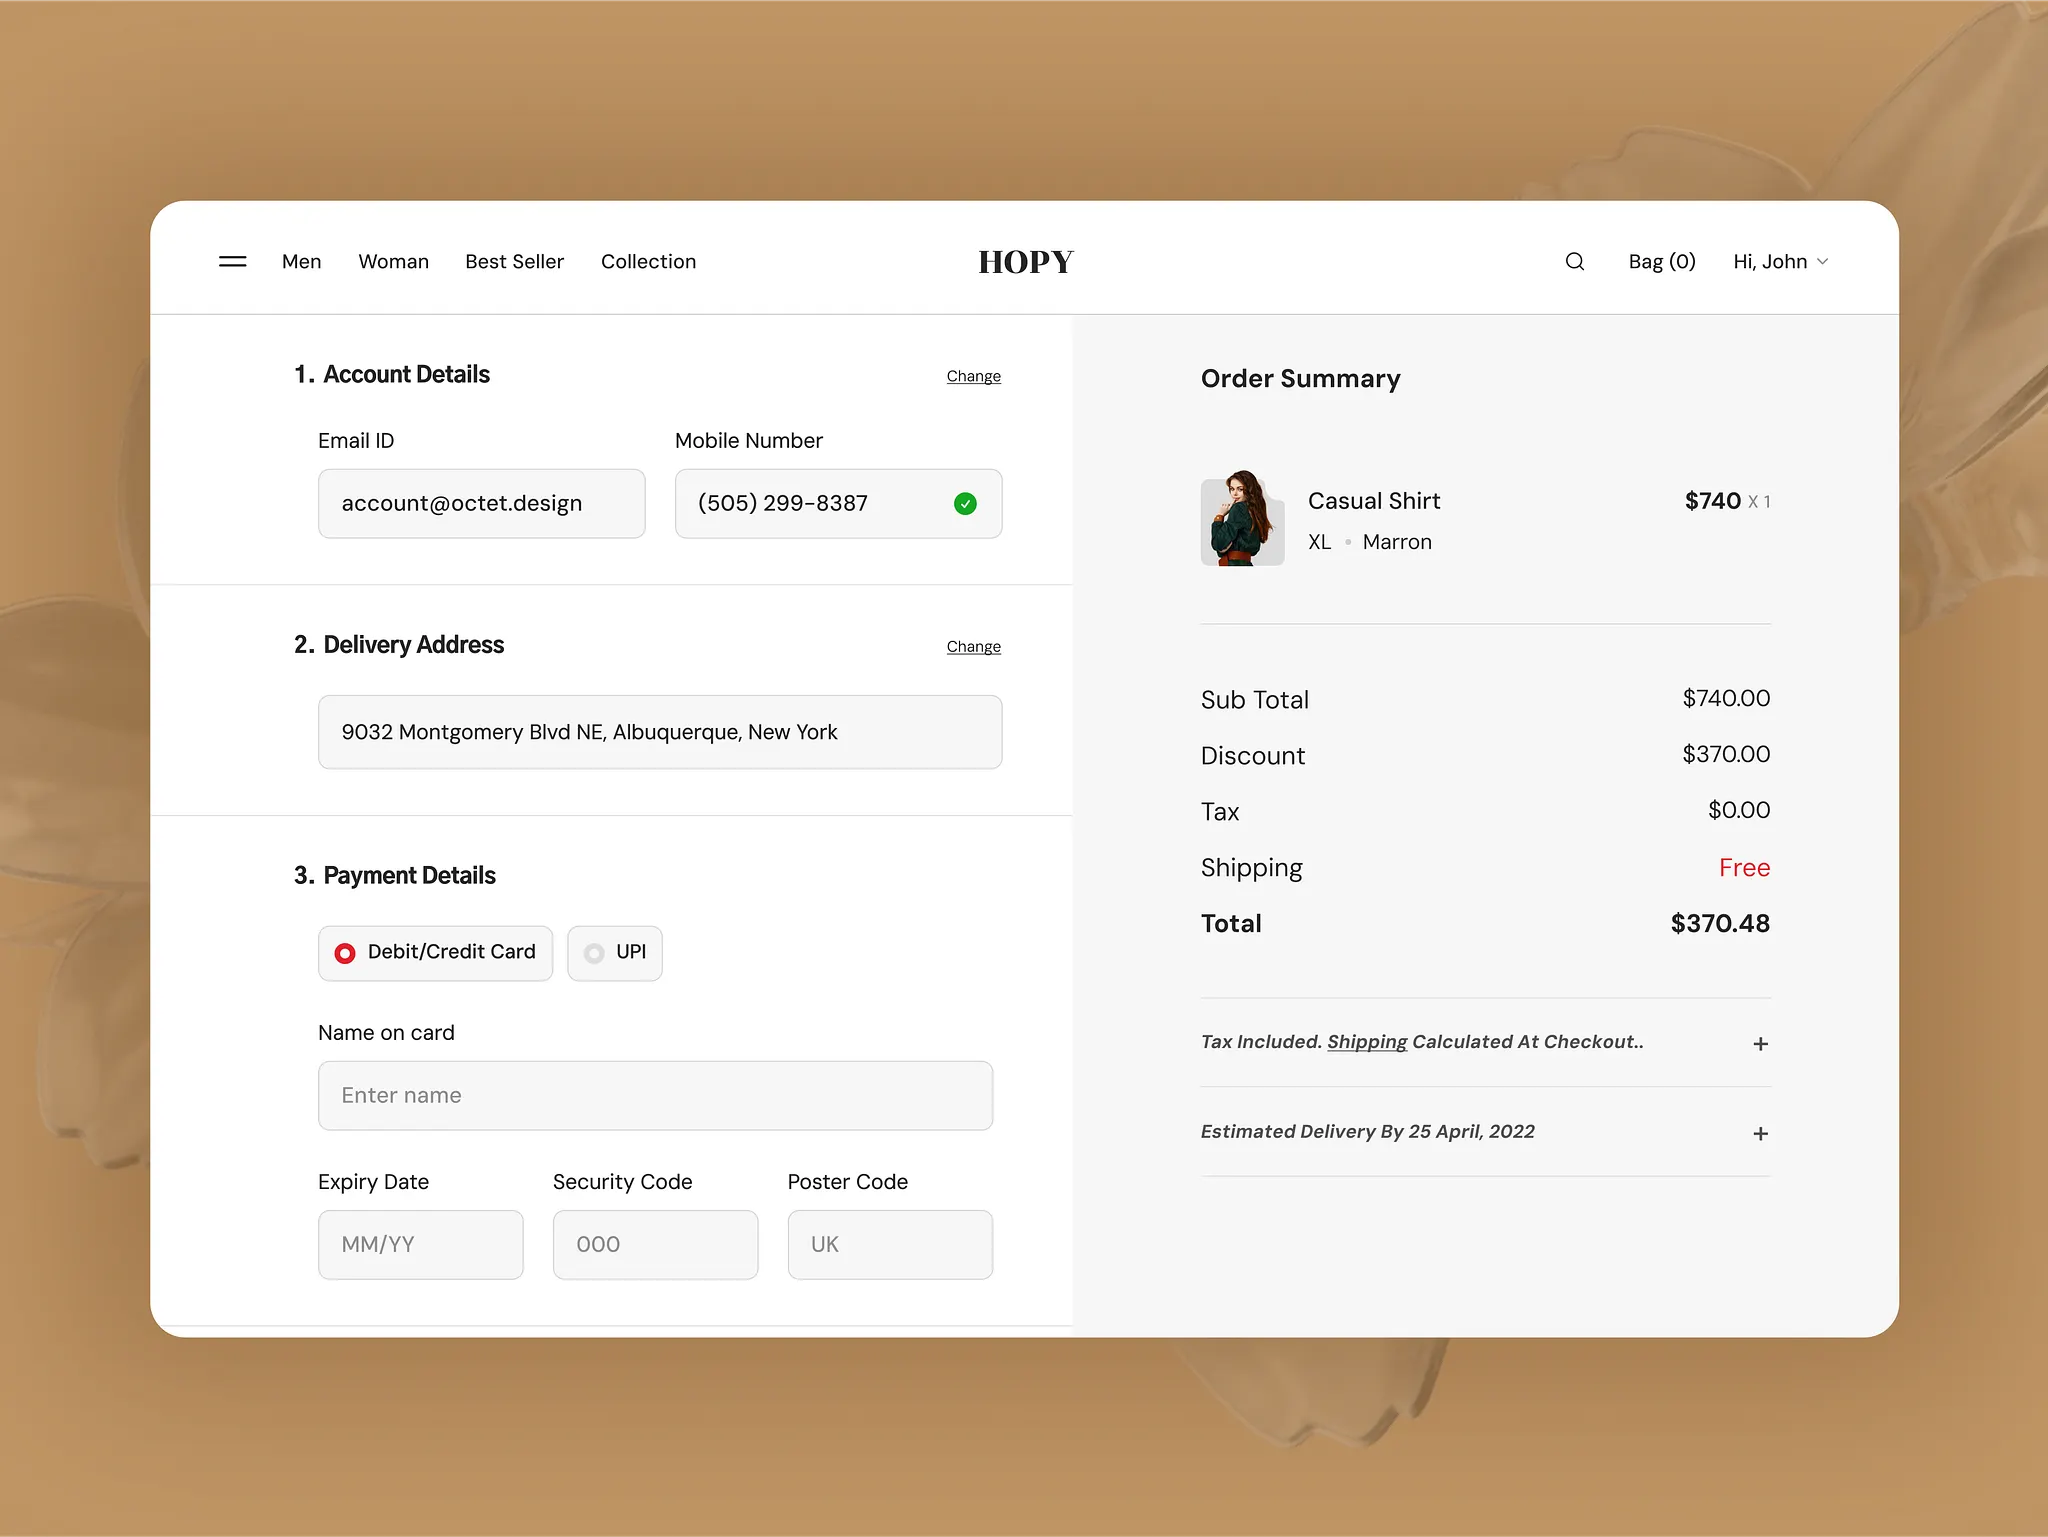 Men Woman Best Seller Collection HOPY Bag (0) Hi, John
1. Account Details Change
Email ID Mobile Number
account@octet.design (505) 299-8387
2. Delivery Address Change
9032 Montgomery Blvd NE, Albuquerque, New York
3. Payment Details
Debit/Credit Card UPI
Name on card
Enter name
Expiry Date Security Code Poster Code
MM/YY 000 UK
Order Summary
Casual Shirt $740 X 1
XL • Marron
Sub Total $740.00
Discount $370.00
Tax $0.00
Shipping Free
Total $370.48
Tax Included. Shipping Calculated At Checkout.. +
Estimated Delivery By 25 April, 2022 +